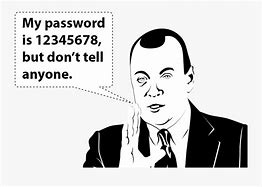 My password
is 12345678,
but don't tell
anyone.